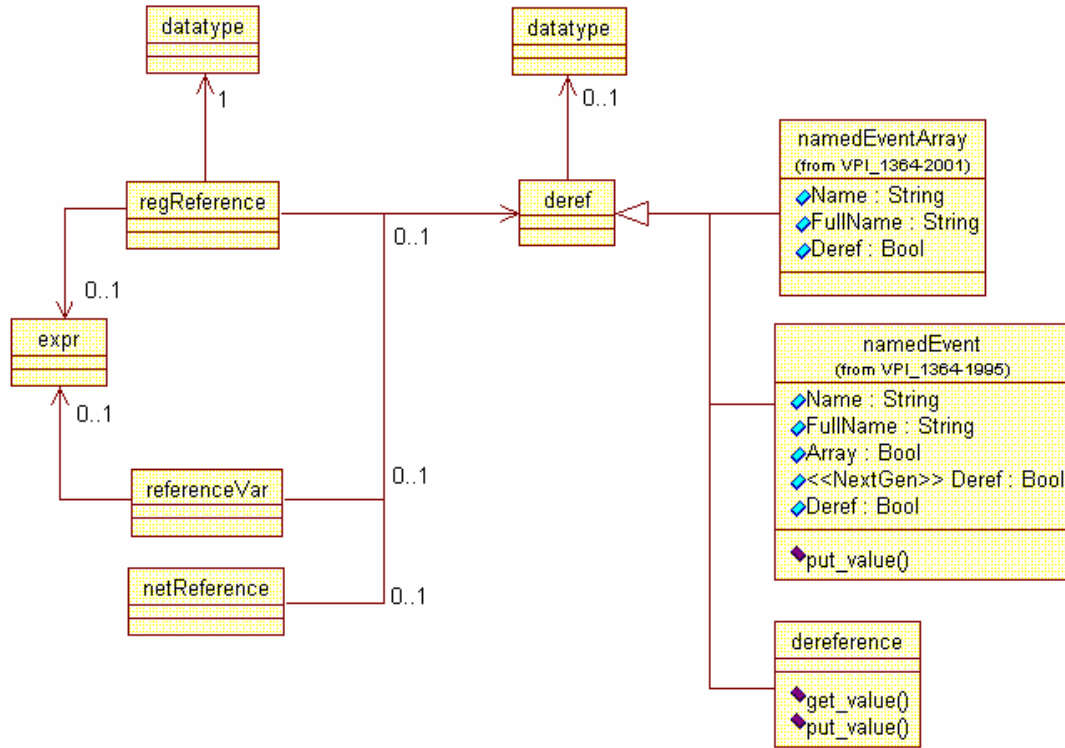 datatype
datatype
1
0..1
namedEventArray
(from VPI_1364-2001)
Name : String
FullName : String
Deref : Bool
regReference
deref
0..1
0..1
expr
0..1
namedEvent
(from VPI_1364-1995)
Name : String
FullName : String
Array : Bool
<<NextGen>> Deref : Bool
Deref : Bool
put_value()
referenceVar
0..1
netReference
0..1
dereference
get_value()
put_value()